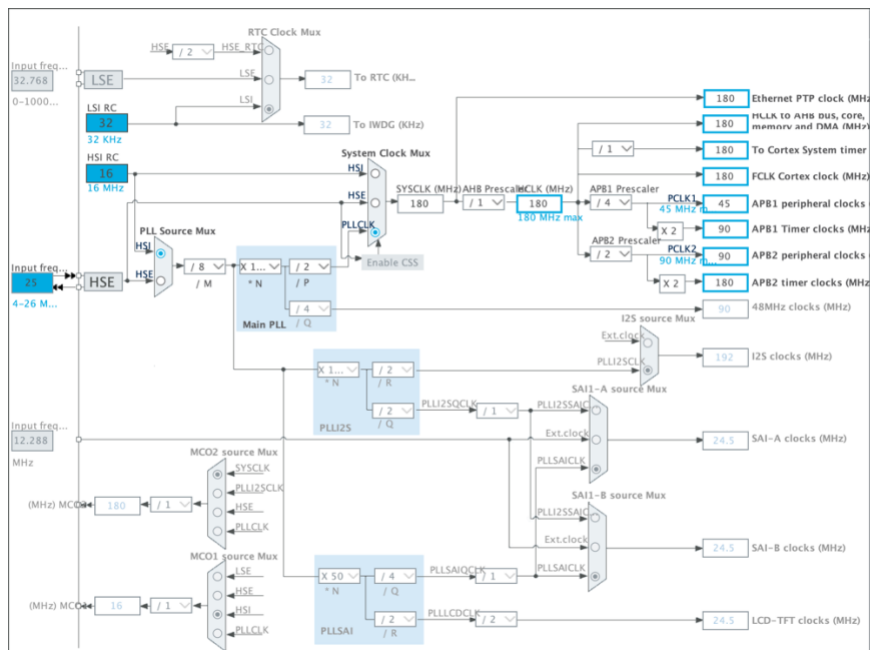 RTC Clock Mux
HSE
/ 2
HSE_RTC
Input freq...
32.768
0-1000...
LSE
LSE
32
To RTC (KH...
LSI RC
32
32 KHz
LSI
32
To IWDG (KHz)
HSI RC
16
16 MHz
System Clock Mux
HSI
HSE
PLLCLK
Enable CSS
SYSCLK (MHz)
180
AHB Prescaler
/ 1
HCLK (MHz)
180
180 MHz max
180
Ethernet PTP clock (MHz
180
HCLK to AHB bus, core,
memory and DMA (MHz)
/ 1
180
To Cortex System timer
180
FCLK Cortex clock (MHz)
APB1 Prescaler
/ 4
PCLK1
45 MHz m...
45
APB1 peripheral clocks (
X 2
90
APB1 Timer clocks (MHz)
APB2 Prescaler
/ 2
PCLK2
90 MHz m...
90
APB2 peripheral clocks (
X 2
180
APB2 timer clocks (MHz)
PLL Source Mux
HSI
HSE
Input freq...
25
4-26 M...
HSE
/ 8
/ M
X 1...
* N
/ 2
/ P
/ 4
/ Q
Main PLL
90
48MHz clocks (MHz)
I2S source Mux
Ext.clock
PLLI2SCLK
192
I2S clocks (MHz)
X 1...
* N
/ 2
/ R
/ 2
/ Q
PLLI2S
PLLI2SQCLK
/ 1
SAI1-A source Mux
PLLI2SSAIC
Ext.clock
PLLSAICLK
24.5
SAI-A clocks (MHz)
Input freq...
12.288
MHz
MCO2 source Mux
SYSCLK
PLLI2SCLK
HSE
PLLCLK
(MHz) MCO2
180
/ 1
SAI1-B source Mux
PLLI2SSAIC
Ext.clock
PLLSAICLK
24.5
SAI-B clocks (MHz)
MCO1 source Mux
LSE
HSE
HSI
PLLCLK
(MHz) MCO1
16
/ 1
X 50
* N
/ 4
/ Q
/ 2
/ R
PLLSAI
PLLSAIQCLK
/ 1
PLLLCDCLK
/ 2
24.5
LCD-TFT clocks (MHz)